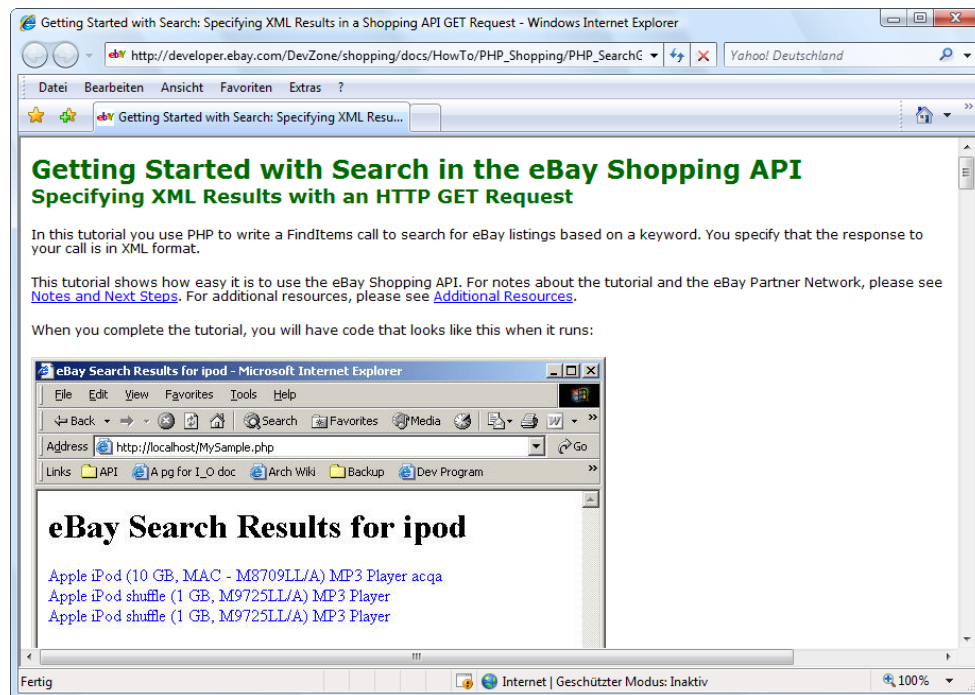 Getting Started with Search: Specifying XML Results in a Shopping API GET Request - Windows Internet Explorer
http://developer.ebay.com/DevZone/shopping/docs/HowTo/PHP_Shopping/PHP_SearchG
Yahoo! Deutschland
Datei Bearbeiten Ansicht Favoriten Extras ?
Getting Started with Search: Specifying XML Resu...
Getting Started with Search in the eBay Shopping API
Specifying XML Results with an HTTP GET Request
In this tutorial you use PHP to write a FindItems call to search for eBay listings based on a keyword. You specify that the response to
your call is in XML format.
This tutorial shows how easy it is to use the eBay Shopping API. For notes about the tutorial and the eBay Partner Network, please see
Notes and Next Steps. For additional resources, please see Additional Resources.
When you complete the tutorial, you will have code that looks like this when it runs:
eBay Search Results for ipod - Microsoft Internet Explorer
File Edit View Favorites Tools Help
Back Search Favorites Media »
Address http://localhost/MySample.php Go
Links API A pg for I_O doc Arch Wiki Backup Dev Program »
eBay Search Results for ipod
Apple iPod (10 GB, MAC - M8709LL/A) MP3 Player acqa
Apple iPod shuffle (1 GB, M9725LL/A) MP3 Player
Apple iPod shuffle (1 GB, M9725LL/A) MP3 Player
Fertig Internet | Geschützter Modus: Inaktiv 100%